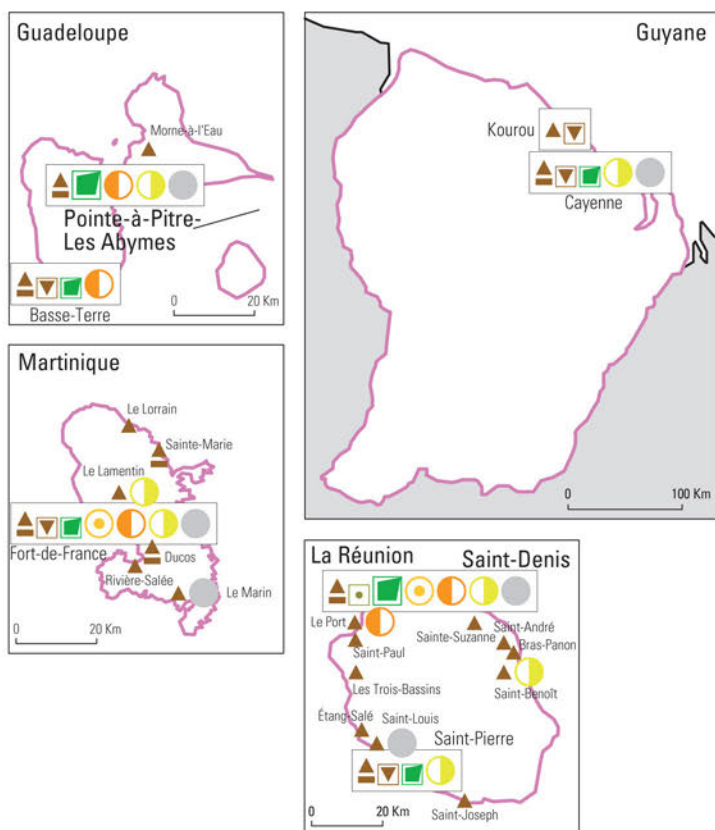 Guadeloupe
Morne-à-l'Eau
Pointe-à-Pitre-
Les Abymes
Basse-Terre
0 20 Km
Guyane
Kourou
Cayenne
0 100 Km
Martinique
Le Lorrain
Sainte-Marie
Le Lamentin
Fort-de-France
Ducos
Rivière-Salée
Le Marin
0 20 Km
La Réunion
Saint-Denis
Le Port
Sainte-Suzanne
Saint-André
Bras-Panon
Saint-Paul
Les Trois-Bassins
Saint-Benoît
Étang-Salé
Saint-Louis
Saint-Pierre
Saint-Joseph
0 20 Km